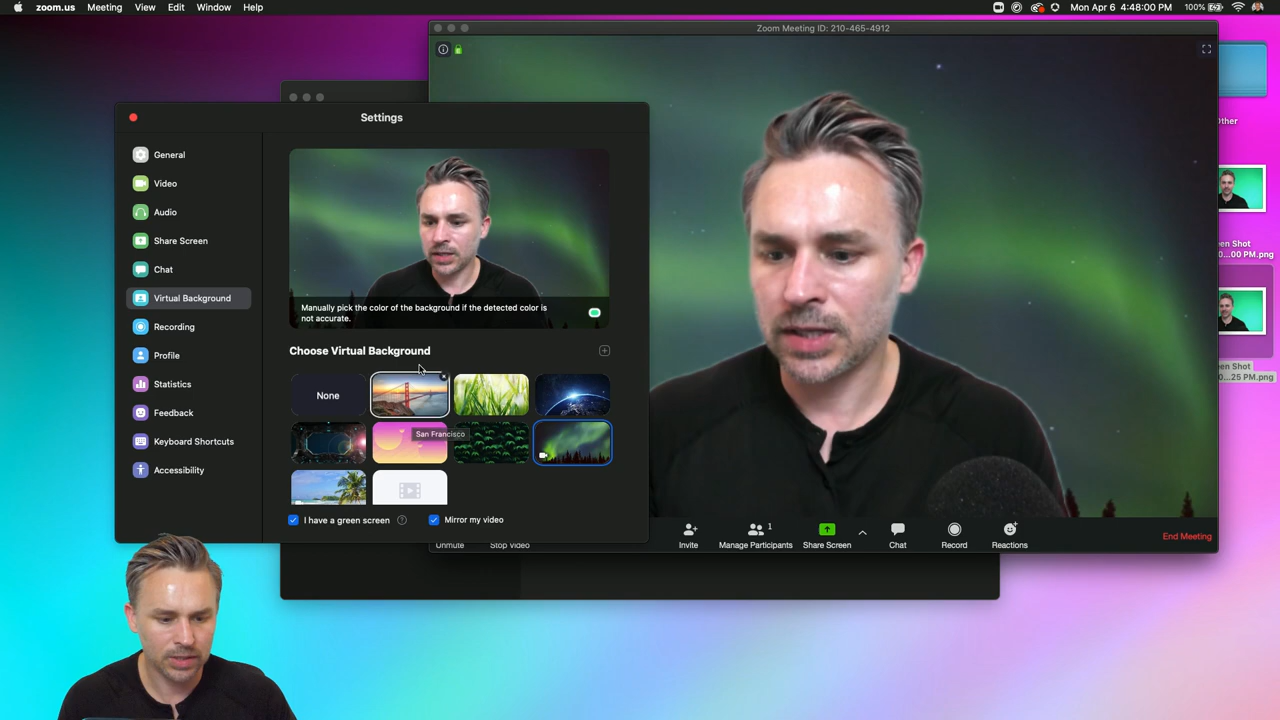 zoom.us Meeting View Edit Window Help
100% Mon Apr 6 4:48:00 PM
Zoom Meeting ID: 210-465-4912
Settings
General
Video
Audio
Share Screen
Chat
Virtual Background
Recording
Profile
Statistics
Feedback
Keyboard Shortcuts
Accessibility
Manually pick the color of the background if the detected color is
not accurate.
Choose Virtual Background
None
San Francisco
I have a green screen
Mirror my video
Unmute
Stop Video
Invite
1
Manage Participants
Share Screen
Chat
Record
Reactions
End Meeting
een Shot
0...00 PM.png
een Shot
0...25 PM.png